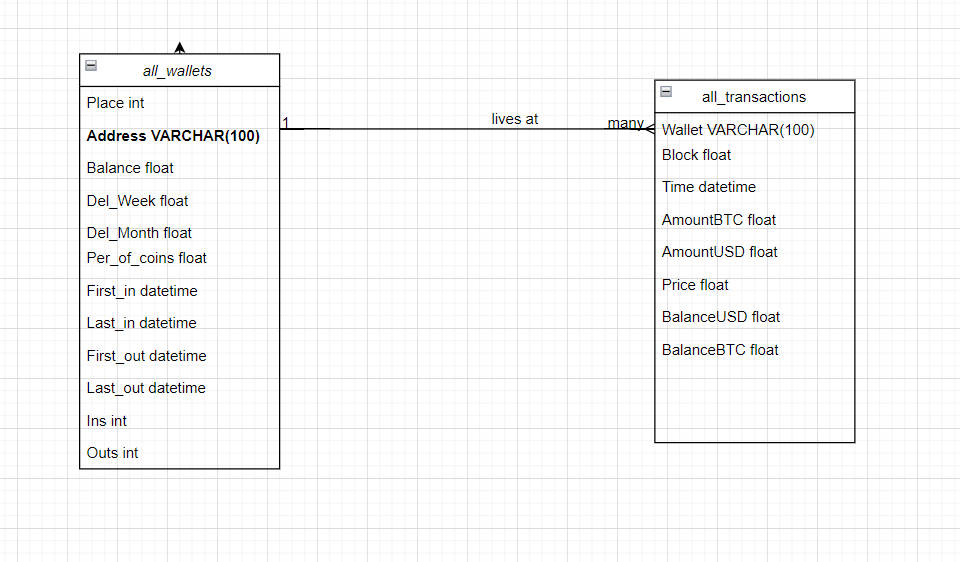 all_wallets
Place int
Address VARCHAR(100)
Balance float
Del_Week float
Del_Month float
Per_of_coins float
First_in datetime
Last_in datetime
First_out datetime
Last_out datetime
Ins int
Outs int
1
lives at
many
all_transactions
Wallet VARCHAR(100)
Block float
Time datetime
AmountBTC float
AmountUSD float
Price float
BalanceUSD float
BalanceBTC float